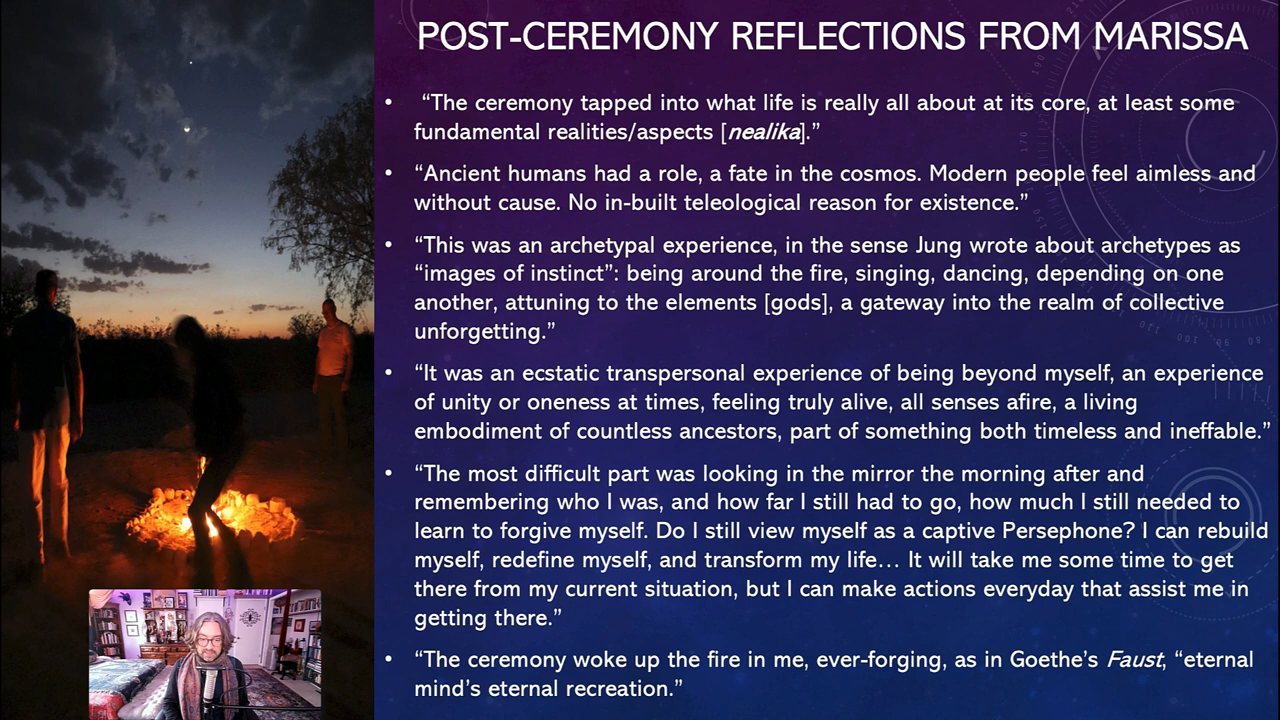 POST-CEREMONY REFLECTIONS FROM MARISSA
• “The ceremony tapped into what life is really all about at its core, at least some
fundamental realities/aspects [nealika].”
• “Ancient humans had a role, a fate in the cosmos. Modern people feel aimless and
without cause. No in-built teleological reason for existence.”
• “This was an archetypal experience, in the sense Jung wrote about archetypes as
“images of instinct”: being around the fire, singing, dancing, depending on one
another, attuning to the elements [gods], a gateway into the realm of collective
unforgetting.”
• “It was an ecstatic transpersonal experience of being beyond myself, an experience
of unity or oneness at times, feeling truly alive, all senses afire, a living
embodiment of countless ancestors, part of something both timeless and ineffable.”
• “The most difficult part was looking in the mirror the morning after and
remembering who I was, and how far I still had to go, how much I still needed to
learn to forgive myself. Do I still view myself as a captive Persephone? I can rebuild
myself, redefine myself, and transform my life… It will take me some time to get
there from my current situation, but I can make actions everyday that assist me in
getting there.”
• “The ceremony woke up the fire in me, ever-forging, as in Goethe’s Faust, “eternal
mind’s eternal recreation.”